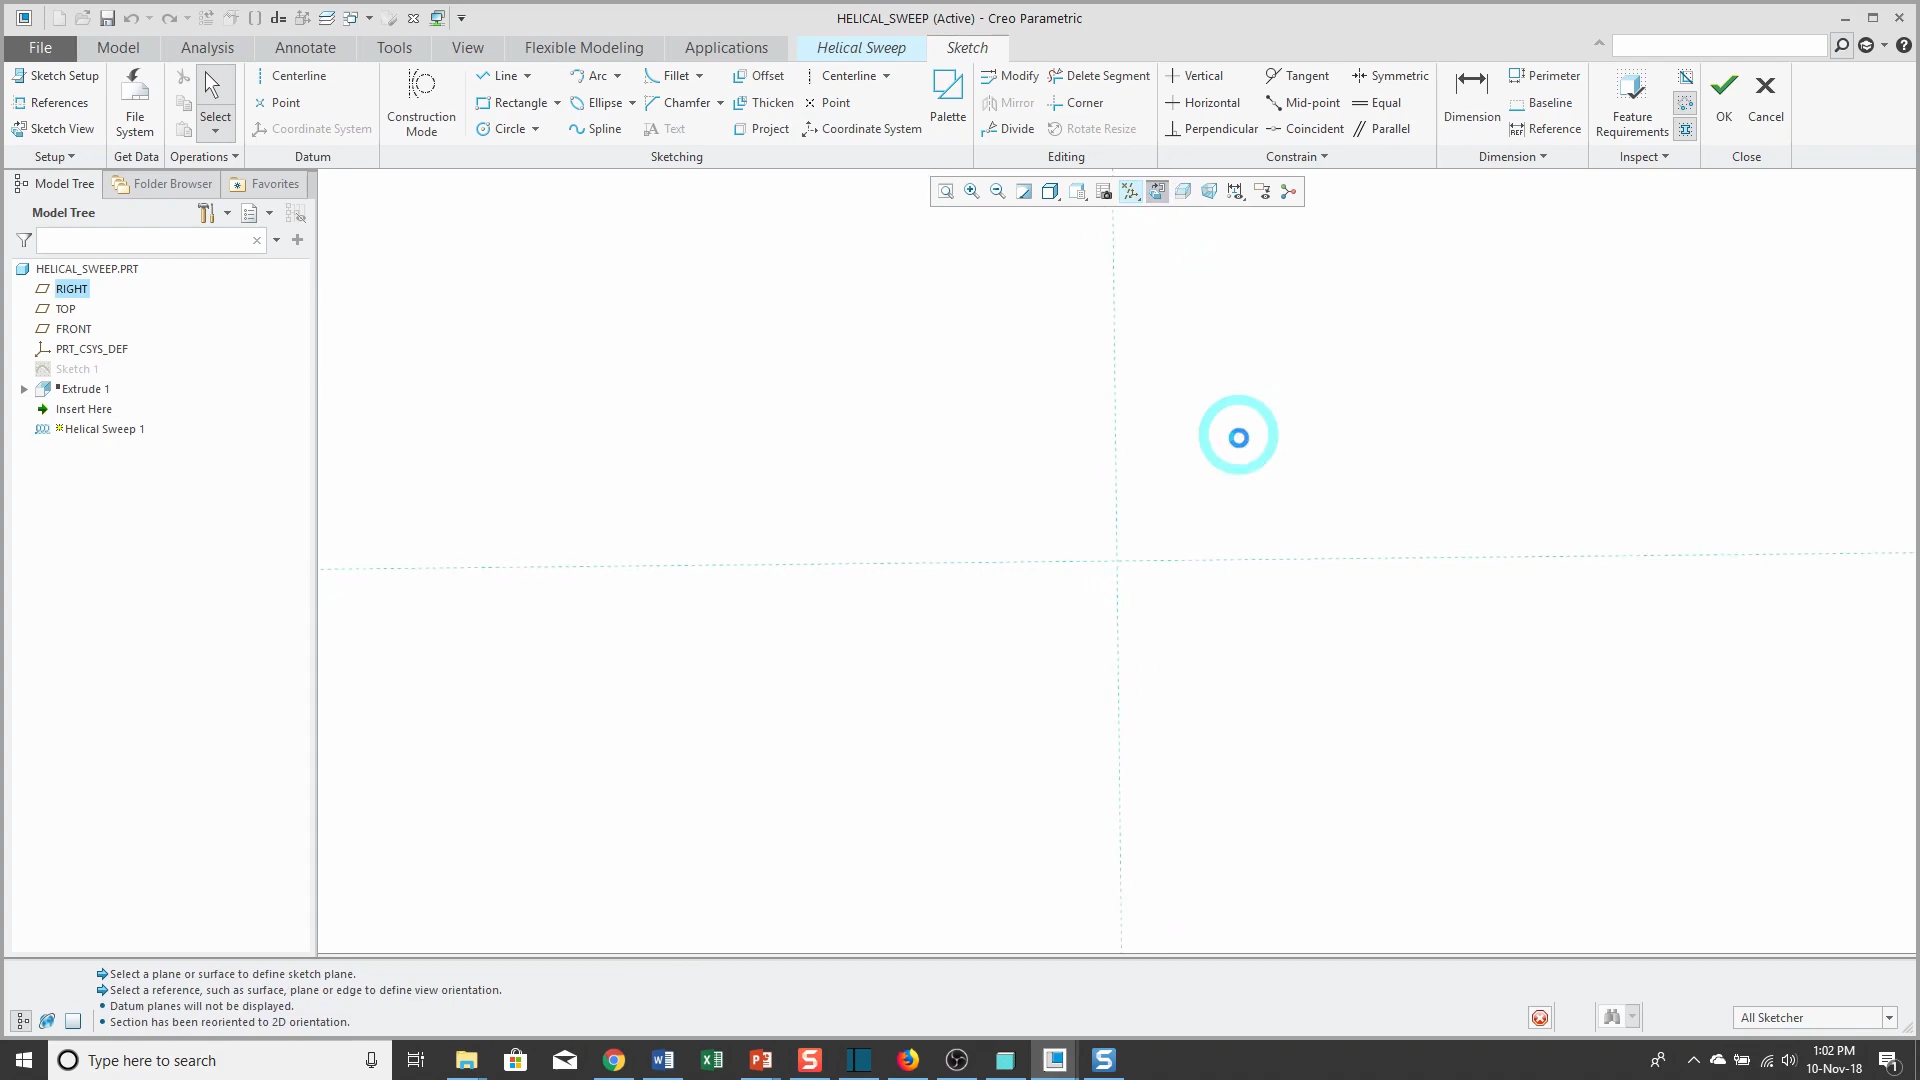 HELICAL_SWEEP (Active) - Creo Parametric
File Model Analysis Annotate Tools View Flexible Modeling Applications Helical Sweep Sketch
Sketch Setup
References
Sketch View
Setup
File System
Get Data
Select
Operations
Centerline
Point
Coordinate System
Datum
Construction Mode
Line Arc Fillet Offset Centerline
Rectangle Ellipse Chamfer Thicken Point
Circle Spline Text Project Coordinate System
Palette
Sketching
Modify Delete Segment
Mirror Corner
Divide Rotate Resize
Editing
Vertical Tangent Symmetric
Horizontal Mid-point Equal
Perpendicular Coincident Parallel
Constrain
Dimension
Perimeter
Baseline
Reference
Dimension
Feature Requirements
Inspect
OK Cancel
Close
Model Tree Folder Browser Favorites
Model Tree
HELICAL_SWEEP.PRT
RIGHT
TOP
FRONT
PRT_CSYS_DEF
Sketch 1
Extrude 1
Insert Here
Helical Sweep 1
Select a plane or surface to define sketch plane.
Select a reference, such as surface, plane or edge to define view orientation.
Datum planes will not be displayed.
Section has been reoriented to 2D orientation.
All Sketcher
Type here to search
1:02 PM
10-Nov-18